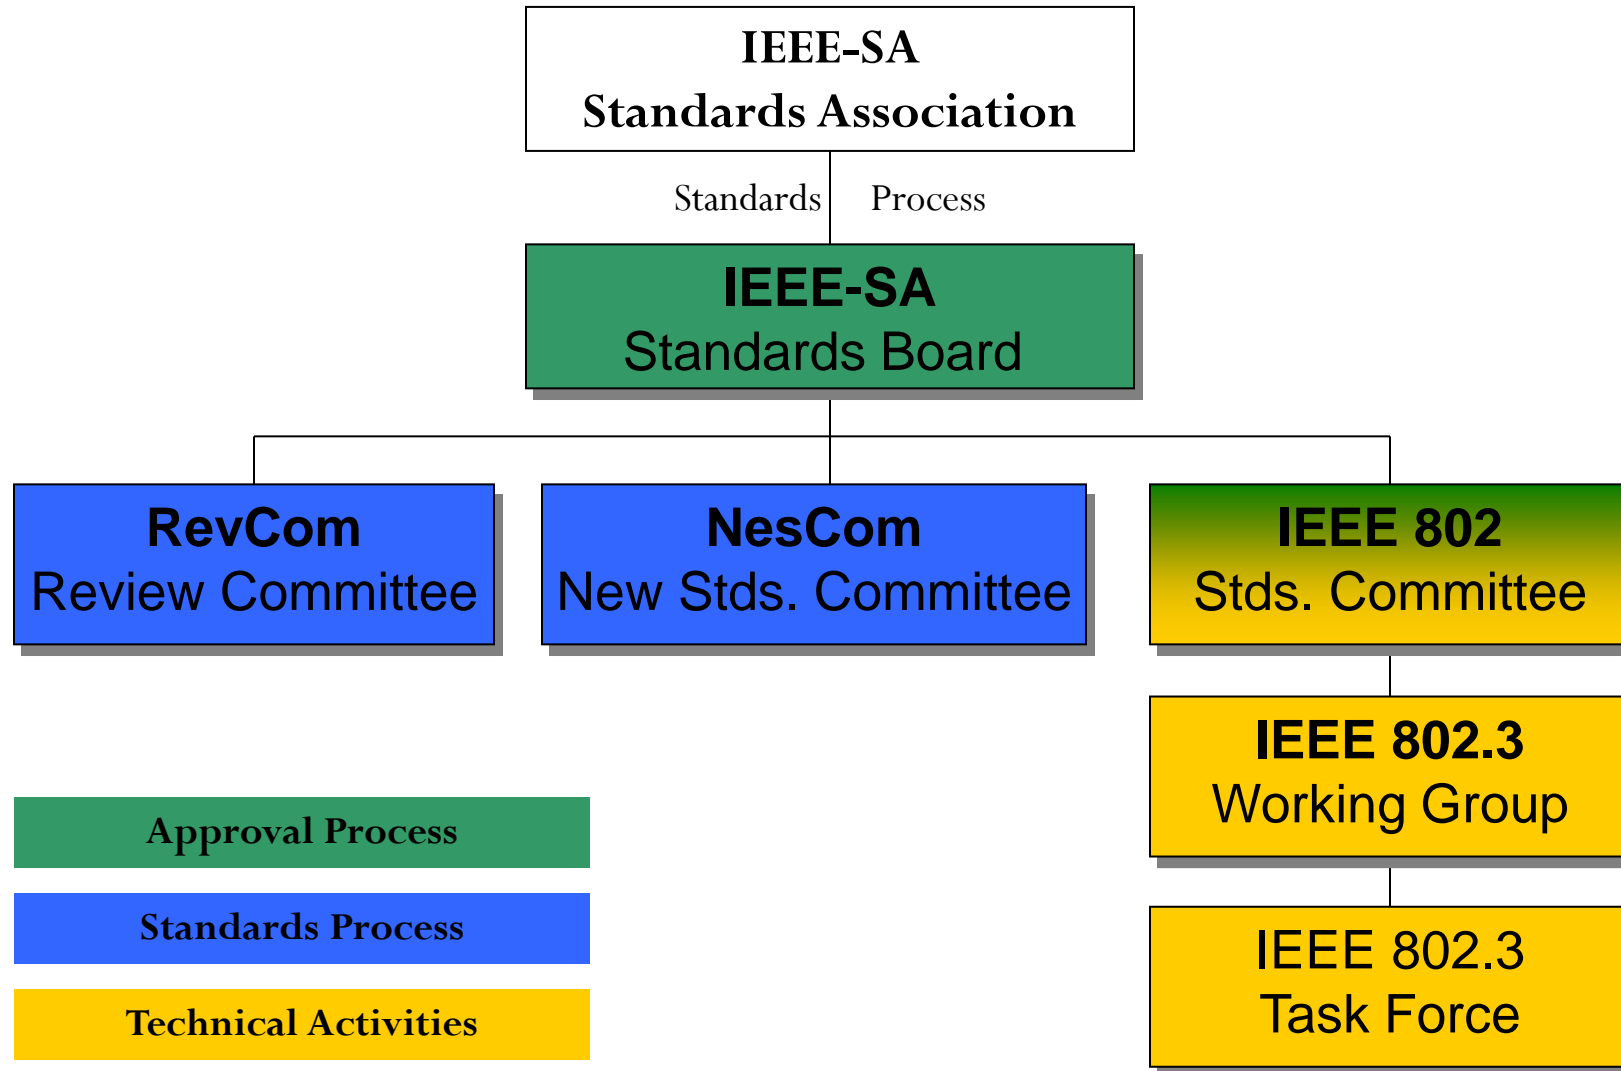 IEEE-SA
Standards Association
Standards Process
IEEE-SA
Standards Board
RevCom
Review Committee
NesCom
New Stds. Committee
IEEE 802
Stds. Committee
IEEE 802.3
Working Group
IEEE 802.3
Task Force
Approval Process
Standards Process
Technical Activities